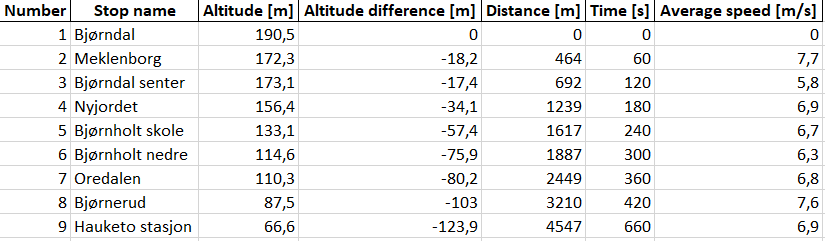 Number Stop name Altitude [m] Altitude difference [m] Distance [m] Time [s] Average speed [m/s]
1 Bjørndal 190,5 0 0 0 0
2 Meklenborg 172,3 -18,2 464 60 7,7
3 Bjørndal senter 173,1 -17,4 692 120 5,8
4 Nyjordet 156,4 -34,1 1239 180 6,9
5 Bjørnholt skole 133,1 -57,4 1617 240 6,7
6 Bjørnholt nedre 114,6 -75,9 1887 300 6,3
7 Oredalen 110,3 -80,2 2449 360 6,8
8 Bjørnerud 87,5 -103 3210 420 7,6
9 Hauketo stasjon 66,6 -123,9 4547 660 6,9